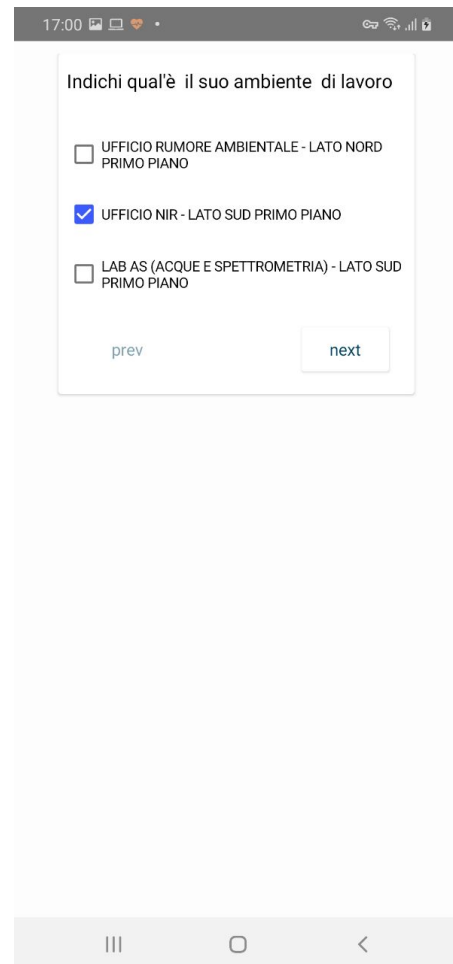 17:00
Indichi qual'è il suo ambiente di lavoro
UFFICIO RUMORE AMBIENTALE - LATO NORD
PRIMO PIANO
UFFICIO NIR - LATO SUD PRIMO PIANO
LAB AS (ACQUE E SPETTROMETRIA) - LATO SUD
PRIMO PIANO
prev
next